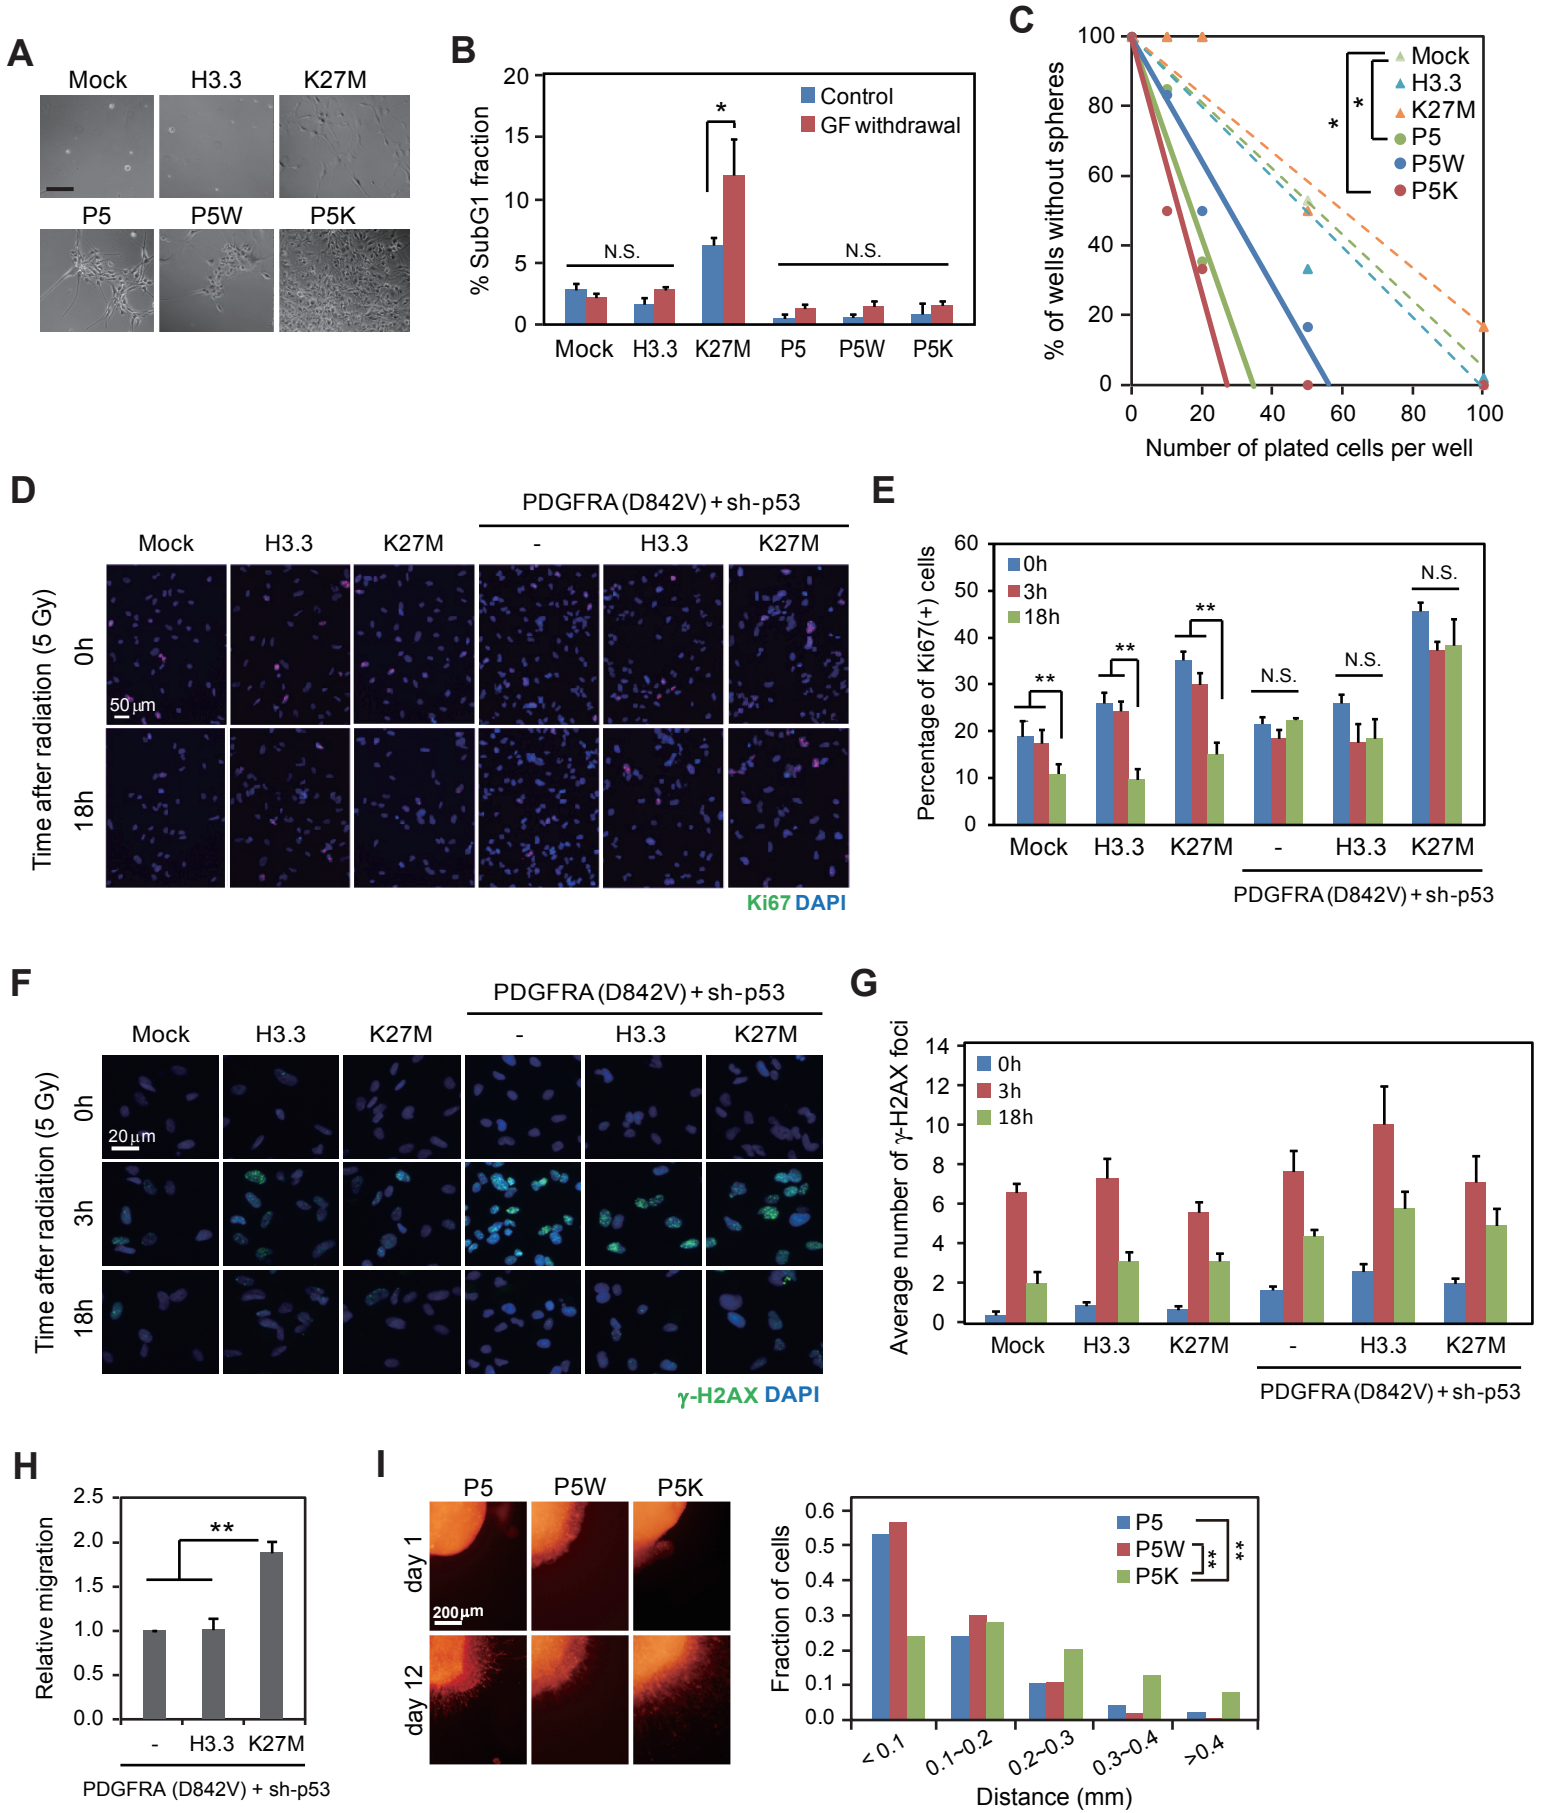 A
Mock H3.3 K27M
P5 P5W P5K
B
% SubG1 fraction
20
15
10
5
0
Control
GF withdrawal
*
N.S.
N.S.
Mock H3.3 K27M P5 P5W P5K
C
% of wells without spheres
100
80
60
40
20
0
Mock
H3.3
K27M
P5
P5W
P5K
*
*
0 20 40 60 80 100
Number of plated cells per well
D
PDGFRA (D842V) + sh-p53
Mock H3.3 K27M - H3.3 K27M
Time after radiation (5 Gy)
0h
50 µm
18h
Ki67 DAPI
E
Percentage of Ki67(+) cells
60
50
40
30
20
10
0
0h
3h
18h
**
**
**
N.S.
N.S.
N.S.
Mock H3.3 K27M - H3.3 K27M
PDGFRA (D842V) + sh-p53
F
PDGFRA (D842V) + sh-p53
Mock H3.3 K27M - H3.3 K27M
Time after radiation (5 Gy)
0h
20 µm
3h
18h
γ-H2AX DAPI
G
Average number of γ-H2AX foci
14
12
10
8
6
4
2
0
0h
3h
18h
Mock H3.3 K27M - H3.3 K27M
PDGFRA (D842V) + sh-p53
H
Relative migration
2.5
2.0
1.5
1.0
0.5
0.0
**
- H3.3 K27M
PDGFRA (D842V) + sh-p53
I
P5 P5W P5K
day 1
200 µm
day 12
Fraction of cells
0.6
0.5
0.4
0.3
0.2
0.1
0.0
P5
P5W
P5K
**
**
< 0.1 0.1~0.2 0.2~0.3 0.3~0.4 >0.4
Distance (mm)